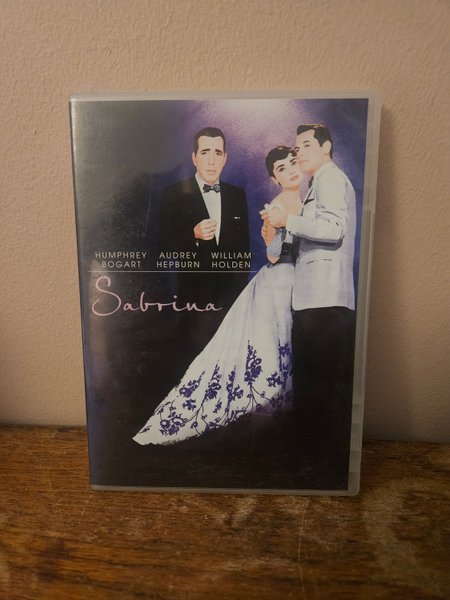 HUMPHREY AUDREY WILLIAM
BOGART HEPBURN HOLDEN
Sabrina